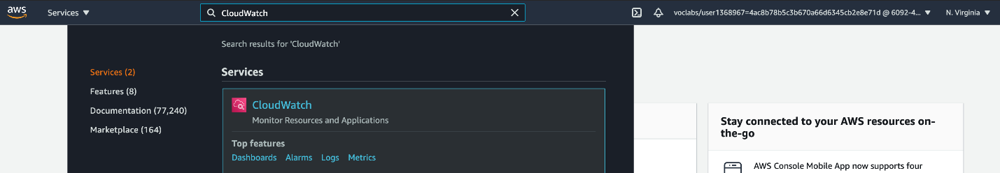 aws Services ▼ CloudWatch voclabs/user1368967=4ac8b78b5c3b670a66d6345cb2e8e71d @ 6092-4... ▼ N. Virginia ▼
Search results for 'CloudWatch'
Services (2)
Features (8)
Documentation (77,240)
Marketplace (164)
Services
CloudWatch
Monitor Resources and Applications
Top features
Dashboards Alarms Logs Metrics
Stay connected to your AWS resources on-
the-go
AWS Console Mobile App now supports four